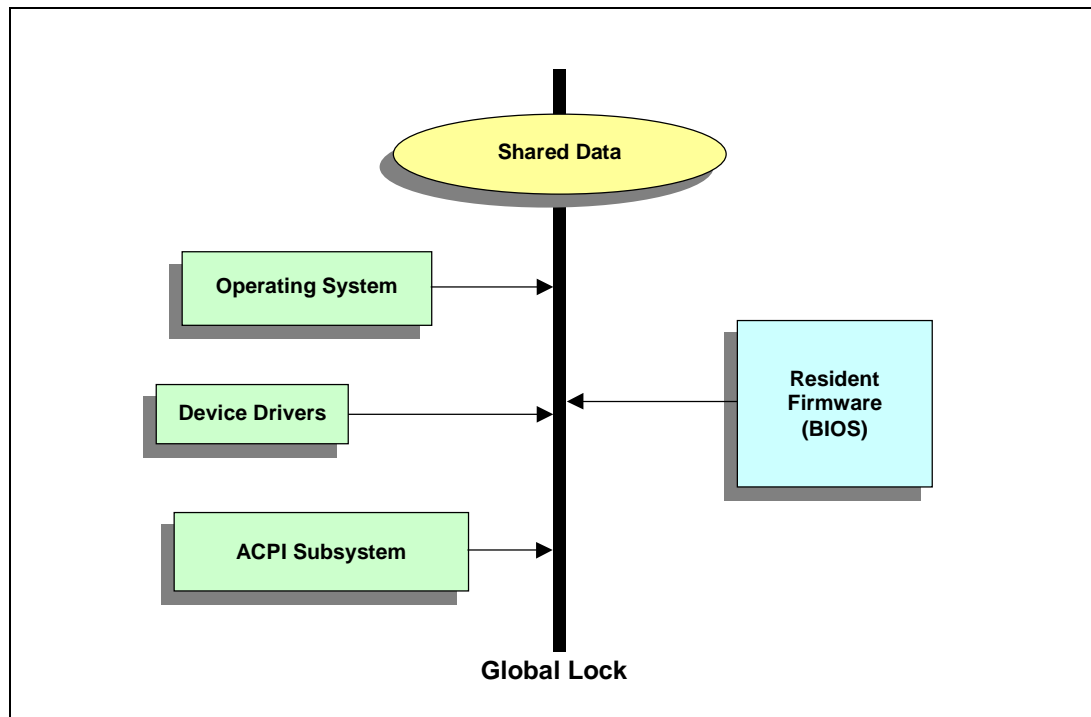 Shared Data
Operating System
Device Drivers
ACPI Subsystem
Resident
Firmware
(BIOS)
Global Lock